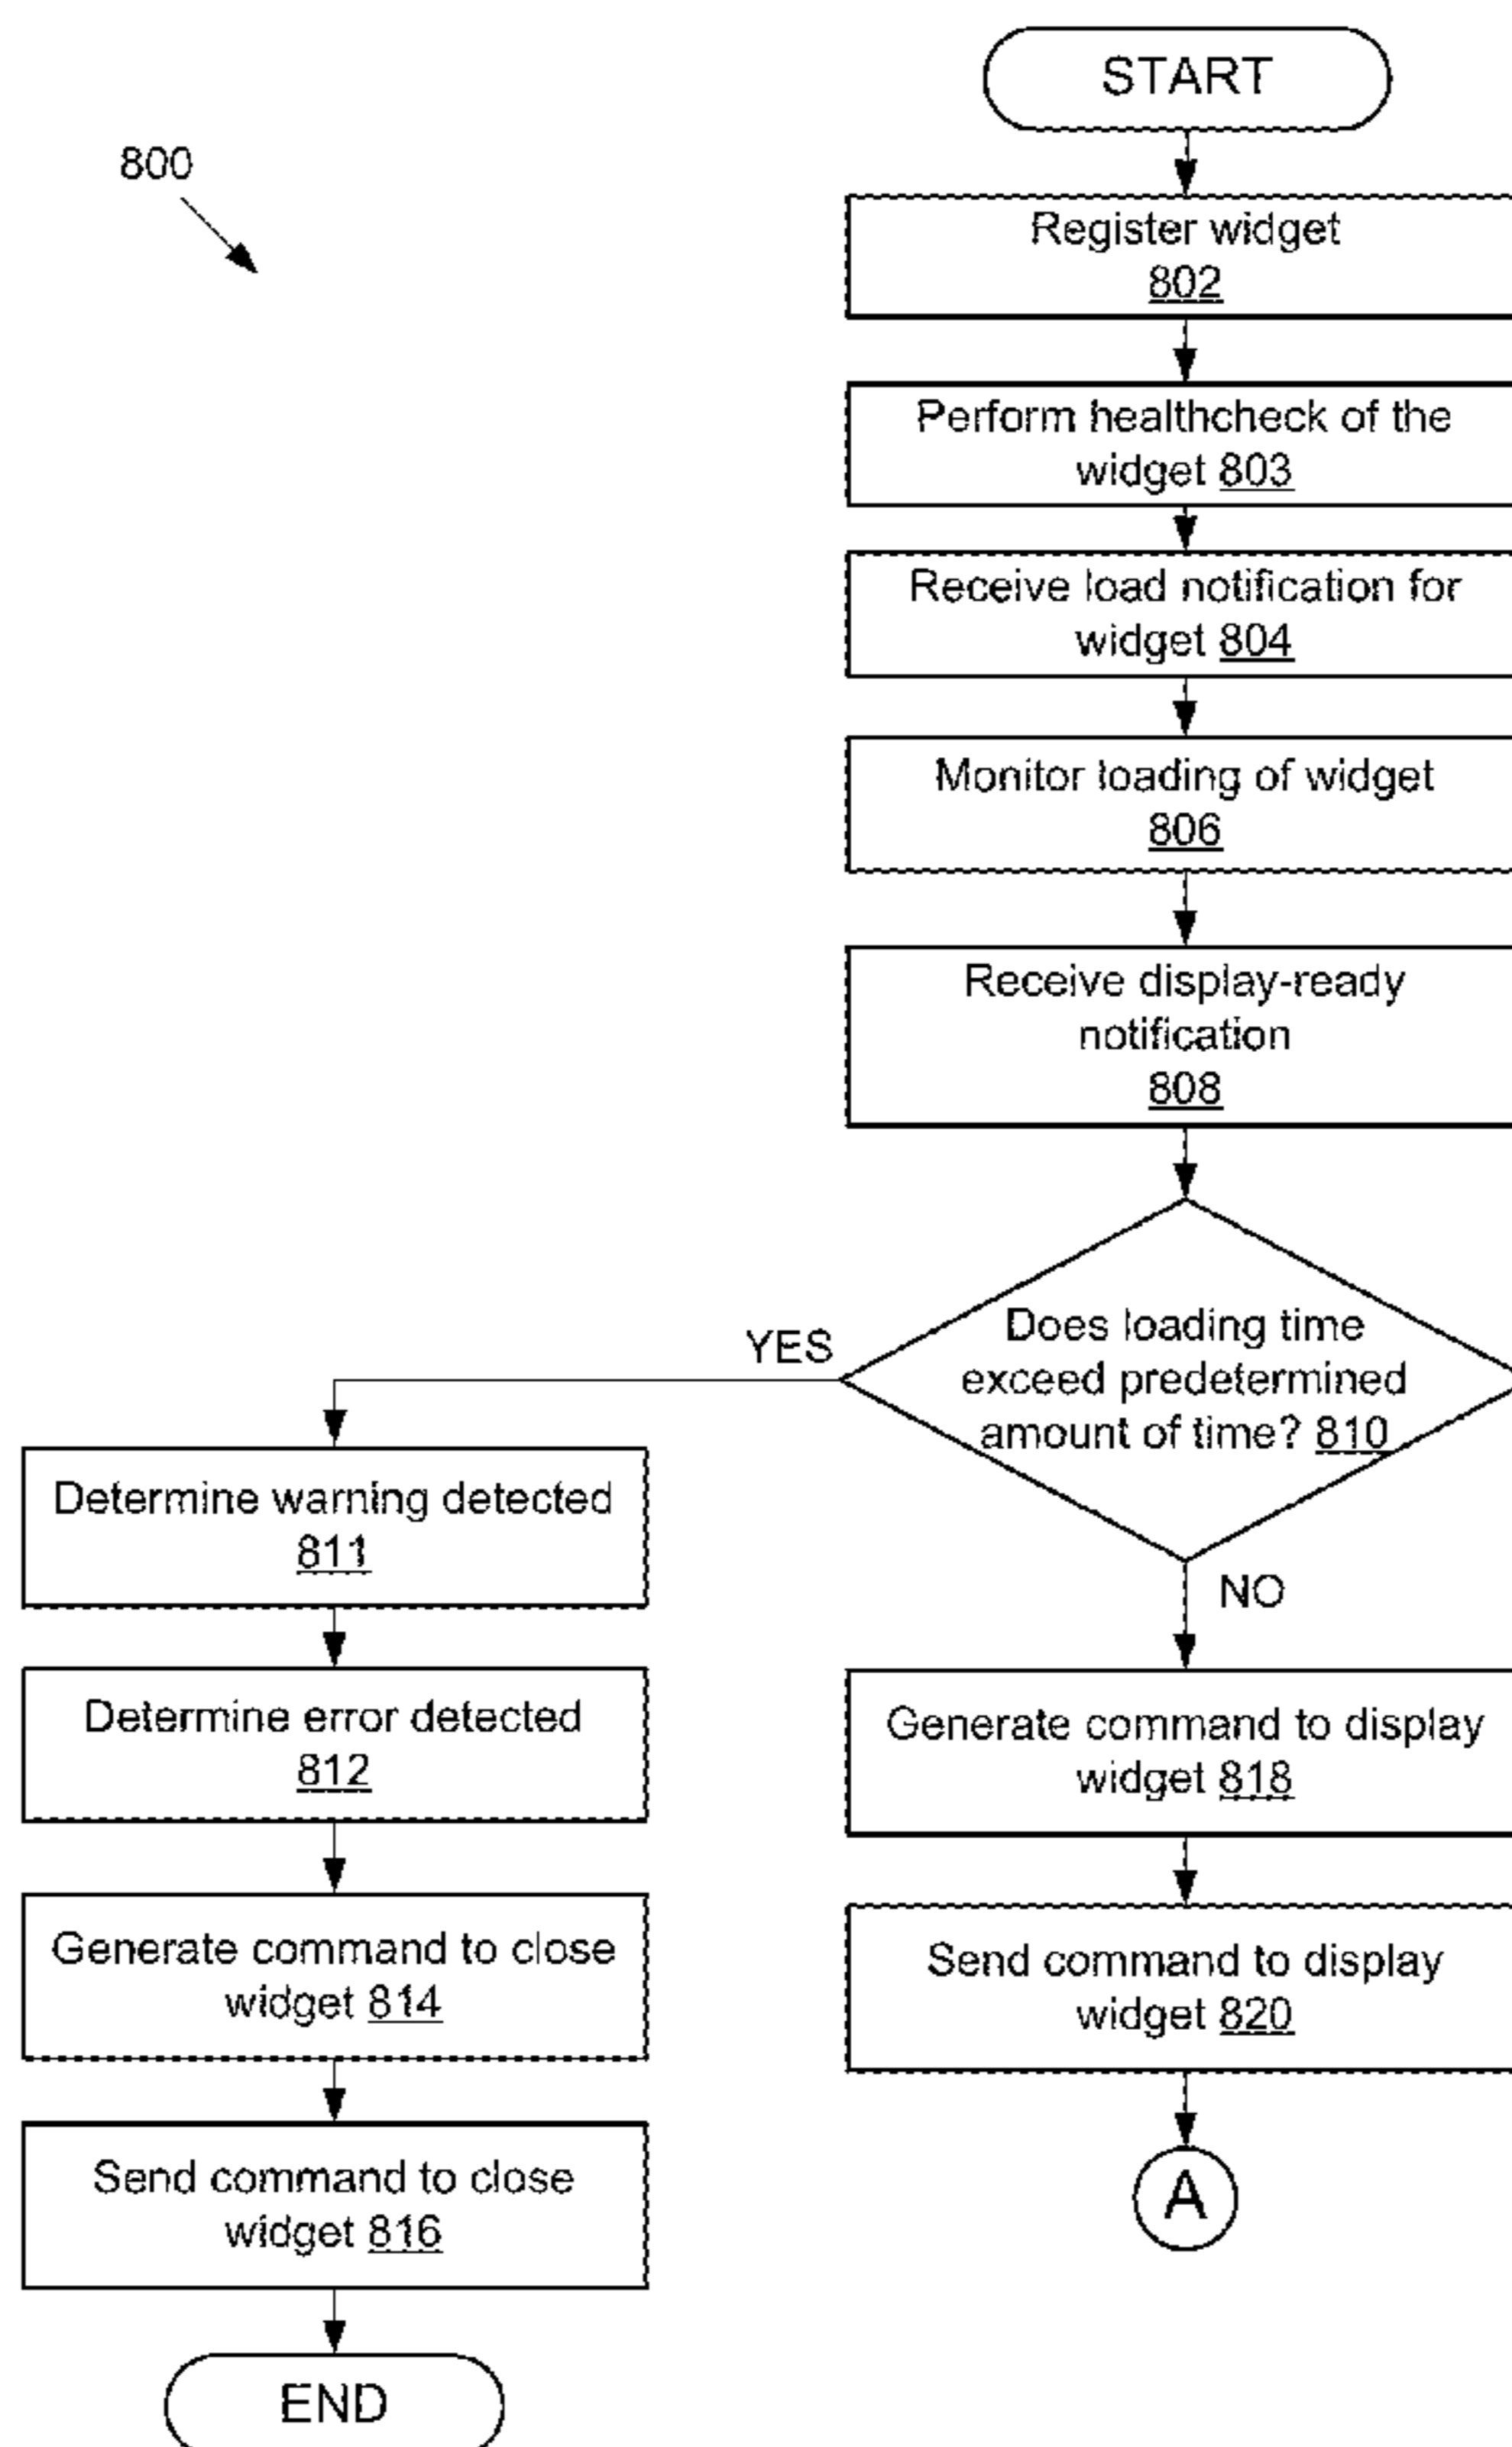 START
800
Register widget
802
Perform healthcheck of the
widget 803
Receive load notification for
widget 804
Monitor loading of widget
806
Receive display-ready
notification
808
Does loading time
exceed predetermined
amount of time? 810
YES
NO
Determine warning detected
811
Determine error detected
812
Generate command to close
widget 814
Send command to close
widget 816
END
Generate command to display
widget 818
Send command to display
widget 820
A